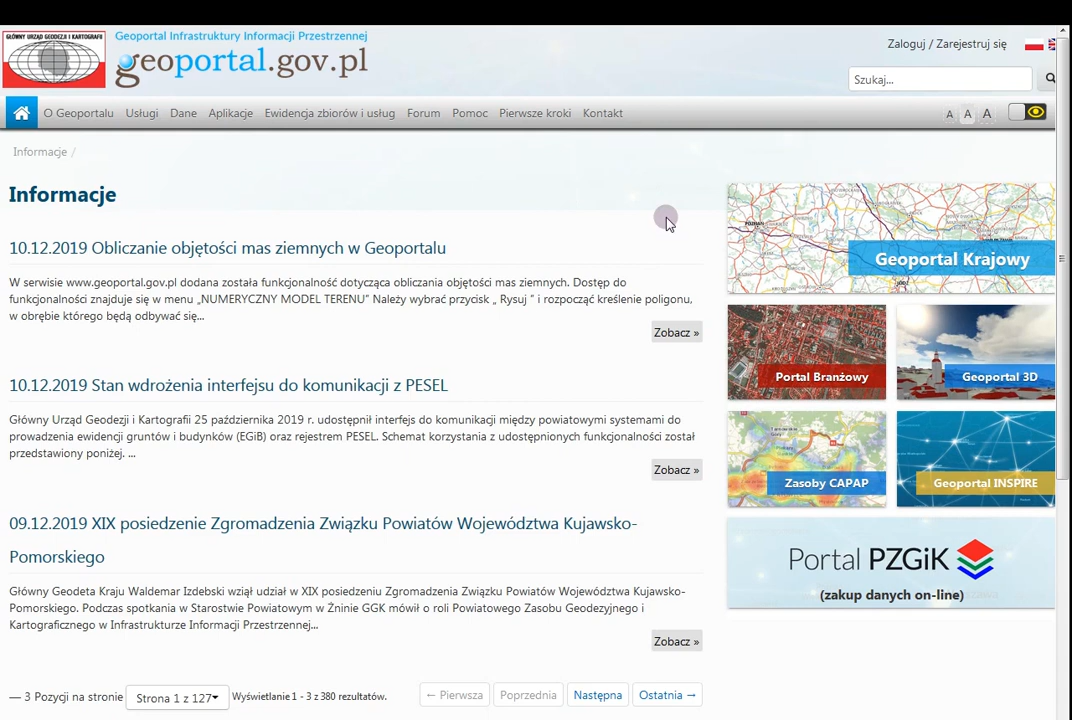 GŁÓWNY URZĄD GEODEZJI I KARTOGRAFII
Geoportal Infrastruktury Informacji Przestrzennej
geoportal.gov.pl
Zaloguj / Zarejestruj się
Szukaj...
O Geoportalu Usługi Dane Aplikacje Ewidencja zbiorów i usług Forum Pomoc Pierwsze kroki Kontakt
A A A
Informacje /
Informacje
10.12.2019 Obliczanie objętości mas ziemnych w Geoportalu
W serwisie www.geoportal.gov.pl dodana została funkcjonalność dotycząca obliczania objętości mas ziemnych. Dostęp do
funkcjonalności znajduje się w menu „NUMERYCZNY MODEL TERENU” Należy wybrać przycisk „ Rysuj ” i rozpocząć kreślenie poligonu,
w obrębie którego będą odbywać się...
Zobacz »
10.12.2019 Stan wdrożenia interfejsu do komunikacji z PESEL
Główny Urząd Geodezji i Kartografii 25 października 2019 r. udostępnił interfejs do komunikacji między powiatowymi systemami do
prowadzenia ewidencji gruntów i budynków (EGiB) oraz rejestrem PESEL. Schemat korzystania z udostępnionych funkcjonalności został
przedstawiony poniżej. ...
Zobacz »
09.12.2019 XIX posiedzenie Zgromadzenia Związku Powiatów Województwa Kujawsko-
Pomorskiego
Główny Geodeta Kraju Waldemar Izdebski wziął udział w XIX posiedzeniu Zgromadzenia Związku Powiatów Województwa Kujawsko-
Pomorskiego. Podczas spotkania w Starostwie Powiatowym w Żninie GGK mówił o roli Powiatowego Zasobu Geodezyjnego i
Kartograficznego w Infrastrukturze Informacji Przestrzennej...
Zobacz »
— 3 Pozycji na stronie Strona 1 z 127 Wyświetlanie 1 - 3 z 380 rezultatów. ← Pierwsza Poprzednia Następna Ostatnia →
Geoportal Krajowy
Portal Branżowy
Geoportal 3D
Zasoby CAPAP
Geoportal INSPIRE
Portal PZGiK
(zakup danych on-line)